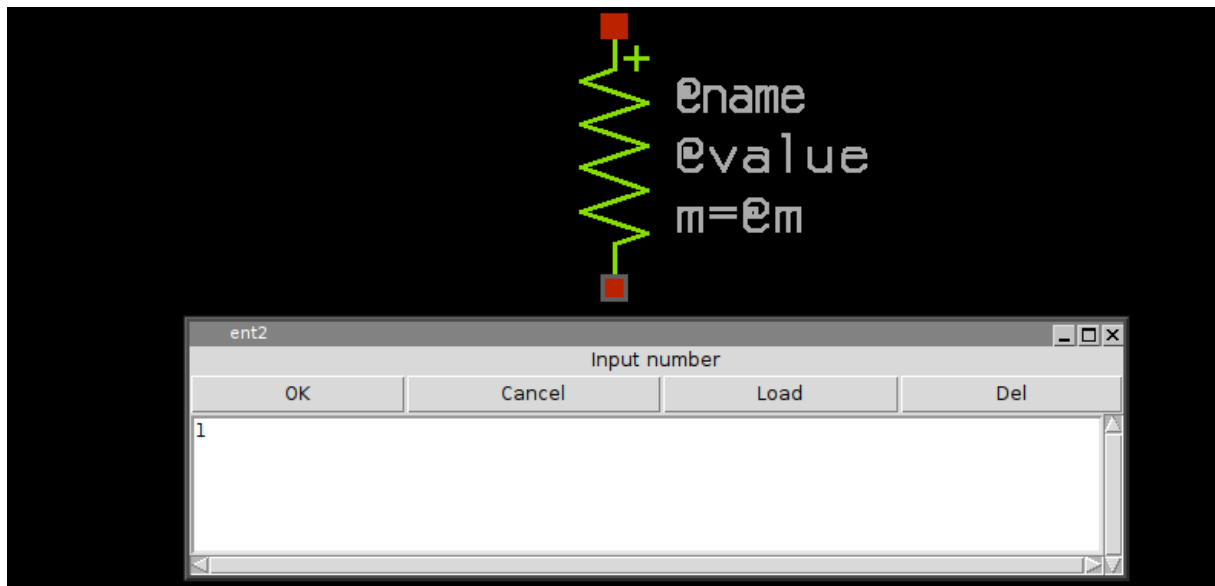 +
@name
@value
m=@m
ent2
Input number
OK Cancel Load Del
1